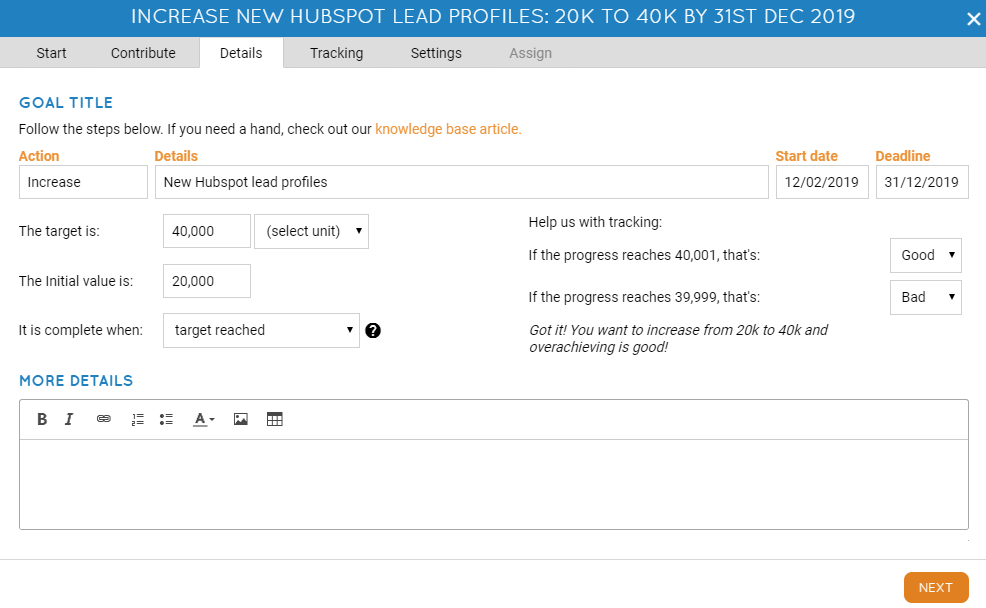 INCREASE NEW HUBSPOT LEAD PROFILES: 20K TO 40K BY 31ST DEC 2019
Start Contribute Details Tracking Settings Assign
GOAL TITLE
Follow the steps below. If you need a hand, check out our knowledge base article.
Action Details Start date Deadline
Increase New Hubspot lead profiles 12/02/2019 31/12/2019
The target is: 40,000 (select unit)
The Initial value is: 20,000
It is complete when: target reached ?
Help us with tracking:
If the progress reaches 40,001, that's: Good
If the progress reaches 39,999, that's: Bad
Got it! You want to increase from 20k to 40k and
overachieving is good!
MORE DETAILS
B I A
NEXT